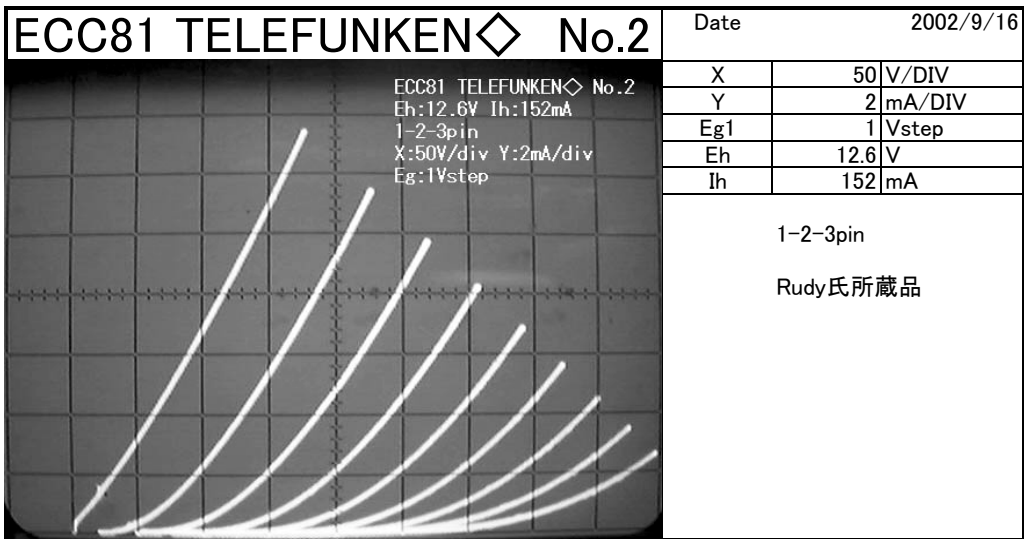 ECC81 TELEFUNKEN◇ No.2
Date 2002/9/16
ECC81 TELEFUNKEN◇ No.2
Eh:12.6V Ih:152mA
1-2-3pin
X:50V/div Y:2mA/div
Eg:1Vstep
X 50 V/DIV
Y 2 mA/DIV
Eg1 1 Vstep
Eh 12.6 V
Ih 152 mA
1-2-3pin
Rudy氏所蔵品